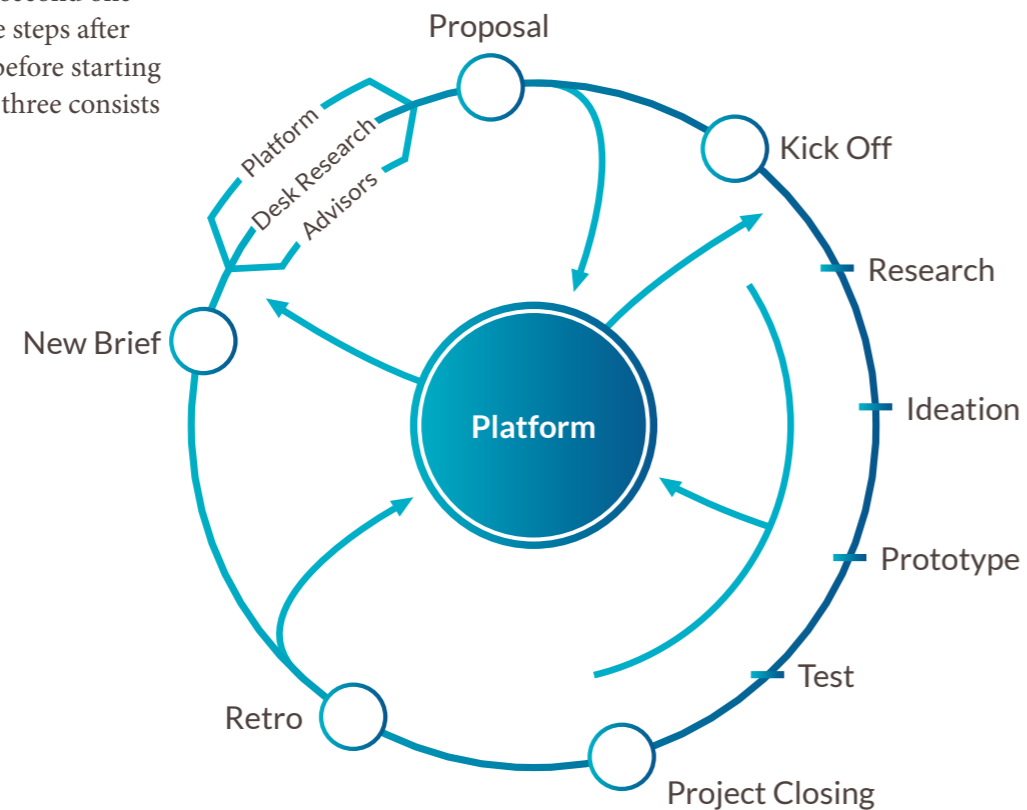 e steps after
before starting
three consists
Proposal
Kick Off
Platform
Desk Research
Advisors
Research
New Brief
Ideation
Platform
Prototype
Test
Retro
Project Closing